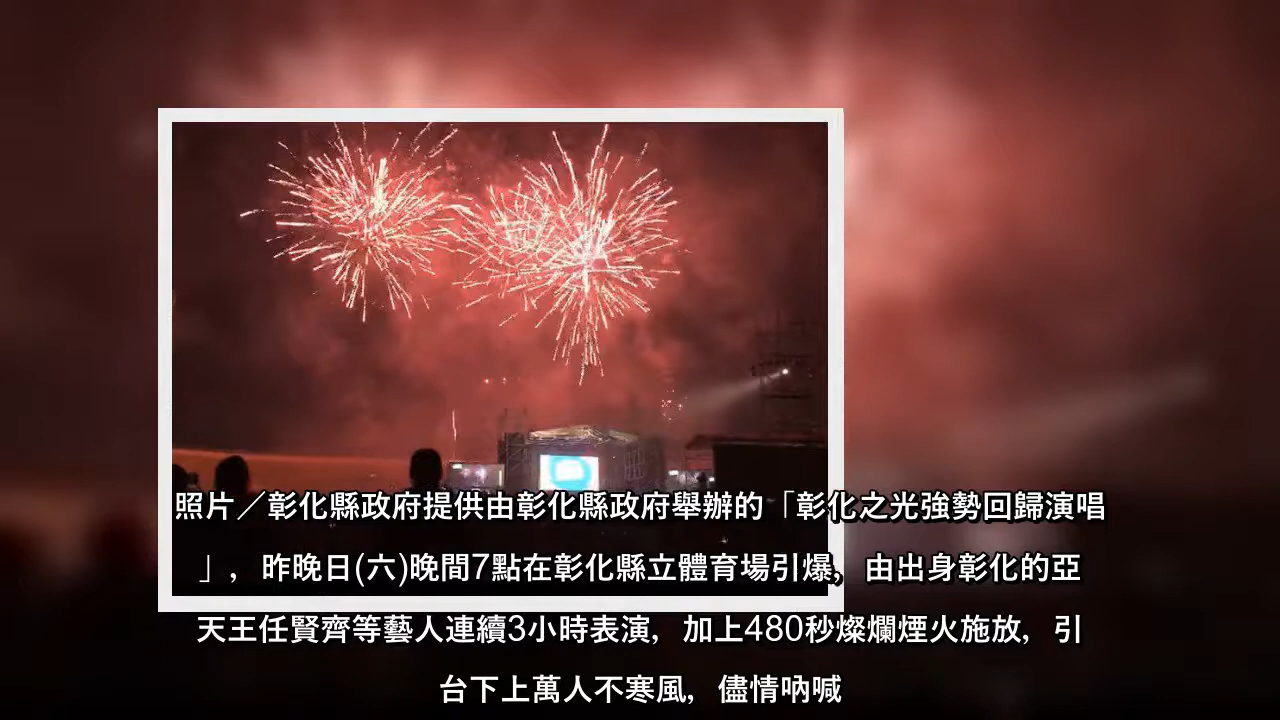 照片／彰化縣政府提供由彰化縣政府舉辦的「彰化之光強勢回歸演唱
」，昨晚日(六)晚間7點在彰化縣立體育場引爆，由出身彰化的亞
天王任賢齊等藝人連續3小時表演，加上480秒燦爛煙火施放，引
台下上萬人不寒風，儘情吶喊